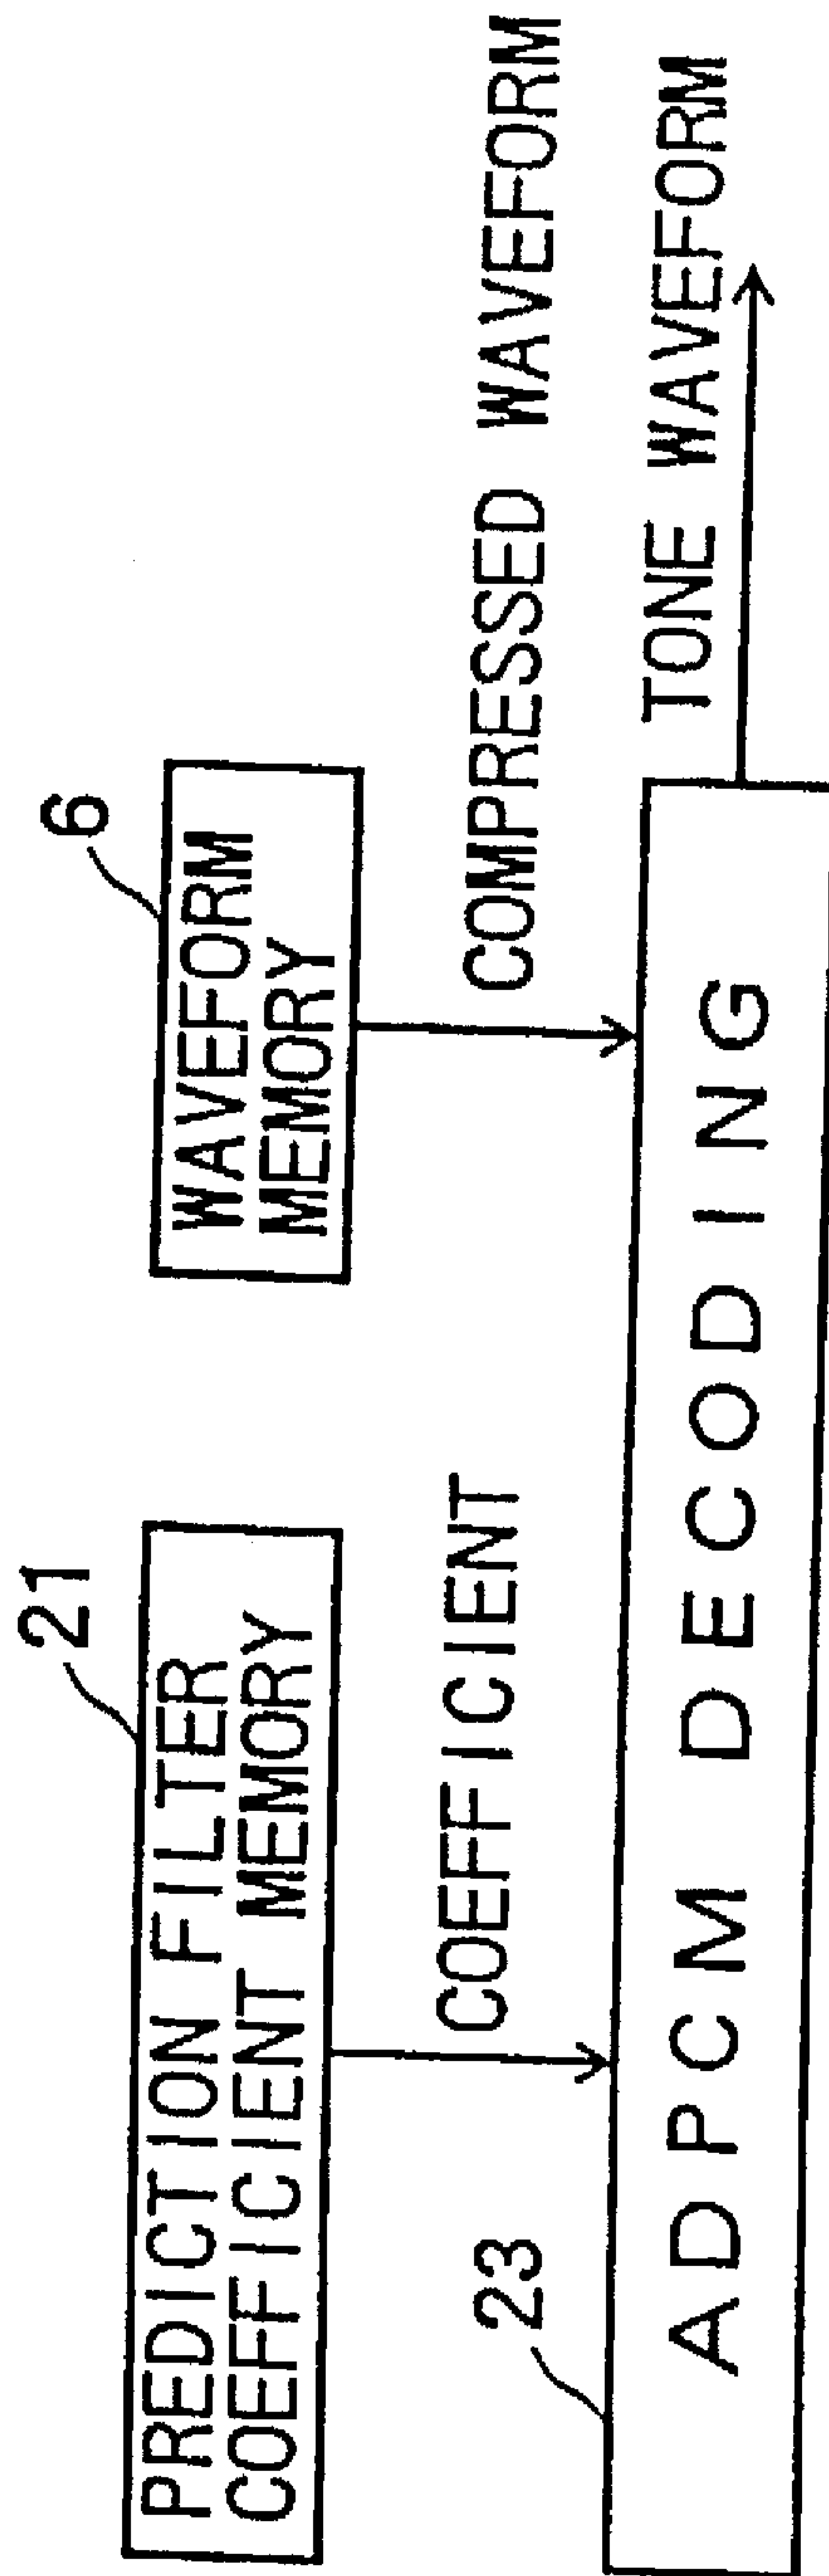 21
PREDICTION FILTER
COEFFICIENT MEMORY
6
WAVEFORM
MEMORY
COEFFICIENT
COMPRESSED WAVEFORM
23
ADPCM DECODING
TONE WAVEFORM